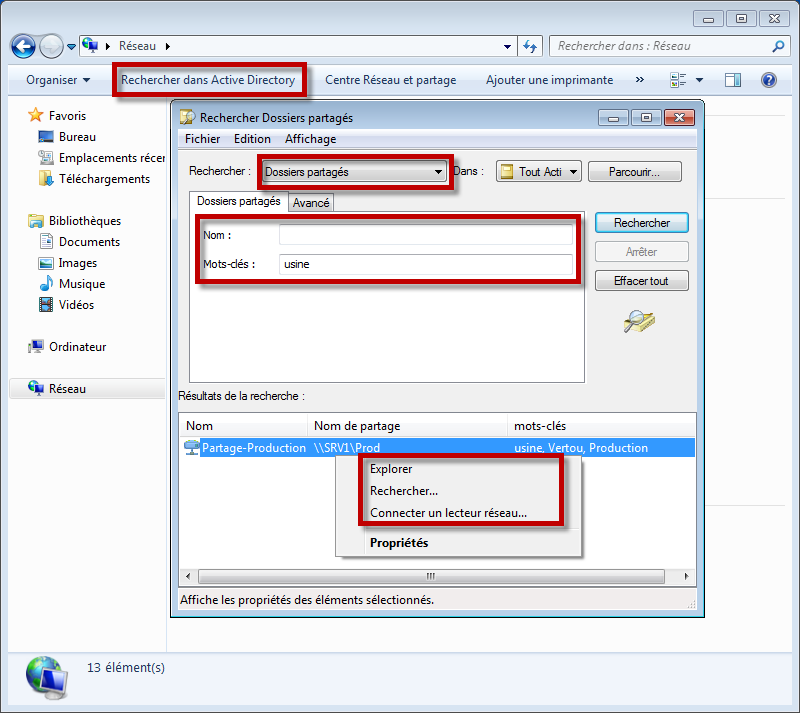 Réseau
Rechercher dans : Réseau
Organiser
Rechercher dans Active Directory
Centre Réseau et partage
Ajouter une imprimante
»
Favoris
Bureau
Emplacements récer
Téléchargements
Bibliothèques
Documents
Images
Musique
Vidéos
Ordinateur
Réseau
Rechercher Dossiers partagés
Fichier Edition Affichage
Rechercher : Dossiers partagés Dans : Tout Acti Parcourir...
Dossiers partagés Avancé
Nom :
Mots-clés : usine
Rechercher
Arrêter
Effacer tout
Résultats de la recherche :
Nom Nom de partage mots-clés
Partage-Production \\SRV1\Prod usine, Vertou, Production
Explorer
Rechercher...
Connecter un lecteur réseau...
Propriétés
Affiche les propriétés des éléments sélectionnés.
13 élément(s)